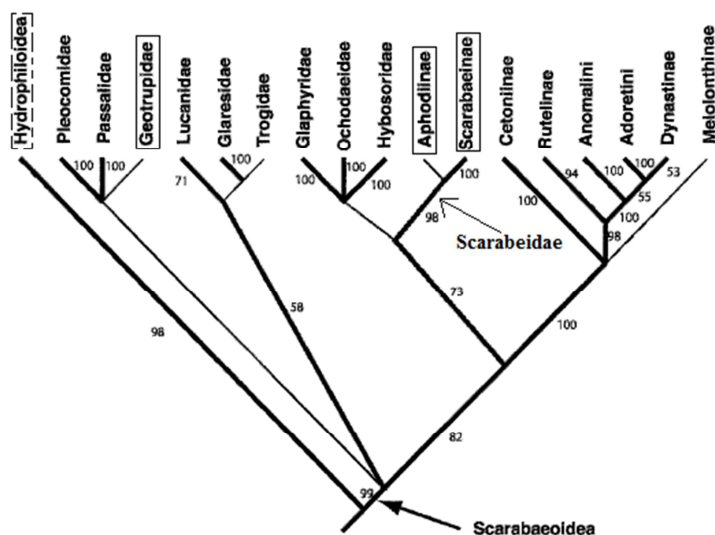 Hydrophiloidea
Pleocomidae
Passalidae
Geotrupidae
Lucanidae
Glaresidae
Trogidae
Glaphyridae
Ochodaeidae
Hybosoridae
Aphodiinae
Scarabaeinae
Cetoniinae
Rutelinae
Anomalini
Adoretini
Dynastinae
Melolonthinae
100
100
71
100
100
100
100
100
94
100
100
53
100
55
98
100
98
Scarabeidae
73
58
98
100
82
99
Scarabaeoidea